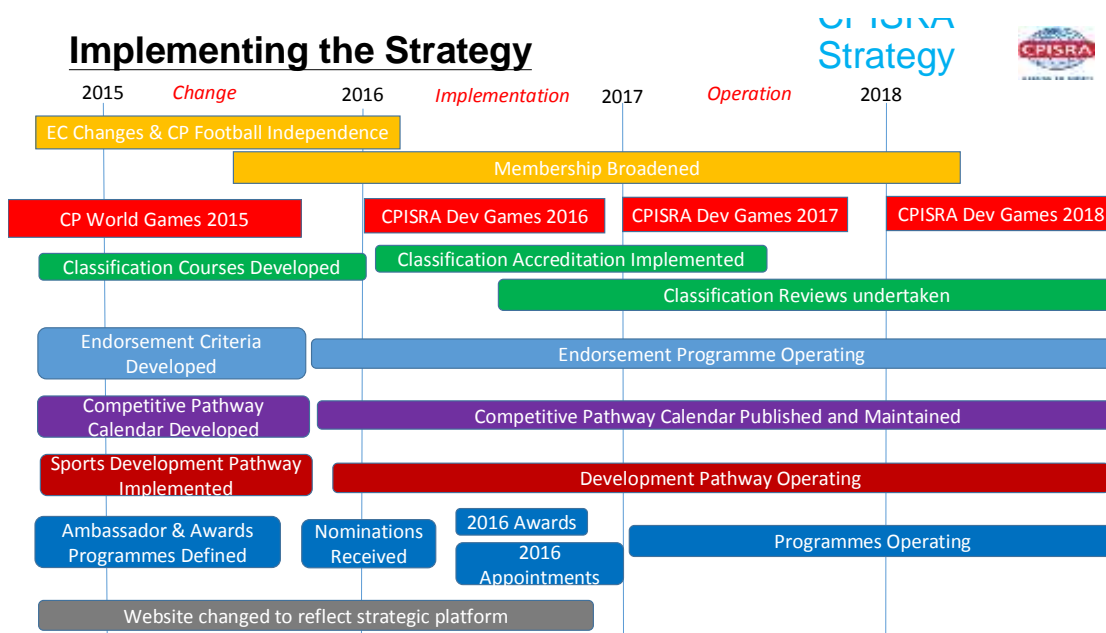 Implementing the Strategy
CPISRA
Strategy
CPISRA
2015 Change 2016 Implementation 2017 Operation 2018
EC Changes & CP Football Independence
Membership Broadened
CP World Games 2015
CPISRA Dev Games 2016
CPISRA Dev Games 2017
CPISRA Dev Games 2018
Classification Courses Developed
Classification Accreditation Implemented
Classification Reviews undertaken
Endorsement Criteria
Developed
Endorsement Programme Operating
Competitive Pathway
Calendar Developed
Competitive Pathway Calendar Published and Maintained
Sports Development Pathway
Implemented
Development Pathway Operating
Ambassador & Awards
Programmes Defined
Nominations
Received
2016 Awards
2016
Appointments
Programmes Operating
Website changed to reflect strategic platform